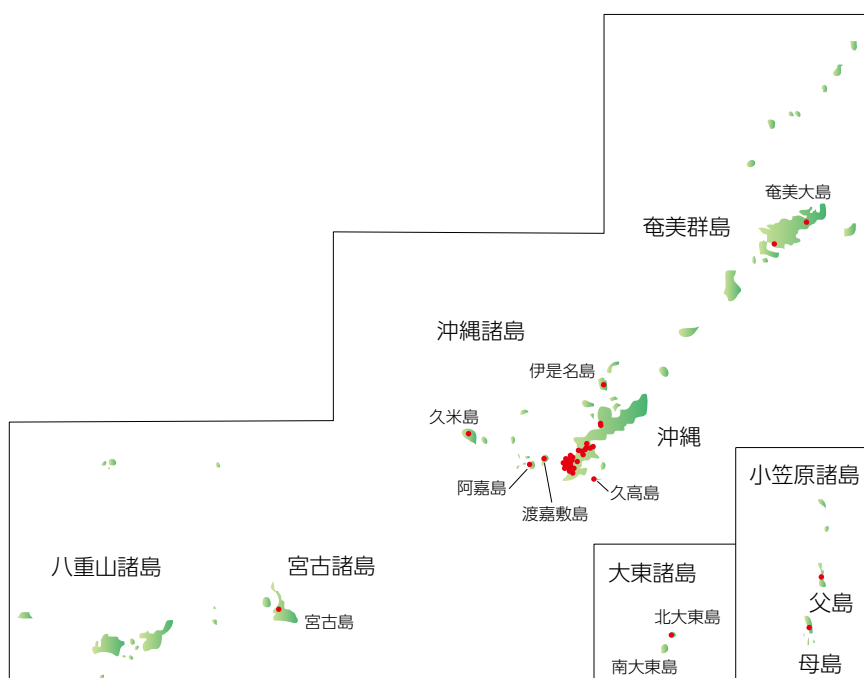 奄美大島
奄美群島
沖縄諸島
伊是名島
久米島
沖縄
阿嘉島
渡嘉敷島
久高島
小笠原諸島
八重山諸島
宮古諸島
大東諸島
父島
北大東島
宮古島
南大東島
母島